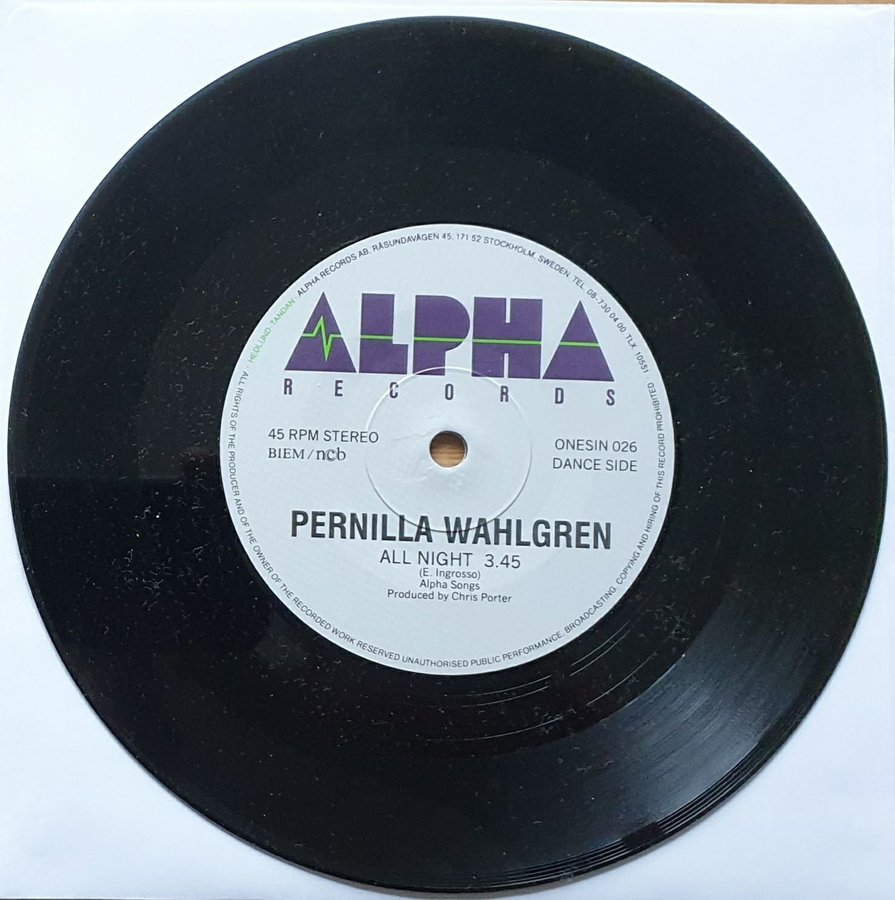 HEDLUND TANDAN · ALPHA RECORDS AB, RÅSUNDAVÄGEN 45, 171 52 STOCKHOLM, SWEDEN. TEL. 08-730 04 00. TLX. 10551 ·
ALPHA
RECORDS
45 RPM STEREO
BIEM/ncb
ONESIN 026
DANCE SIDE
PERNILLA WAHLGREN
ALL NIGHT 3.45
(E. Ingrosso)
Alpha Songs
Produced by Chris Porter
ALL RIGHTS OF THE PRODUCER AND OF THE OWNER OF THE RECORDED WORK RESERVED UNAUTHORISED PUBLIC PERFORMANCE. BROADCASTING, COPYING AND HIRING OF THIS RECORD PROHIBITED ·